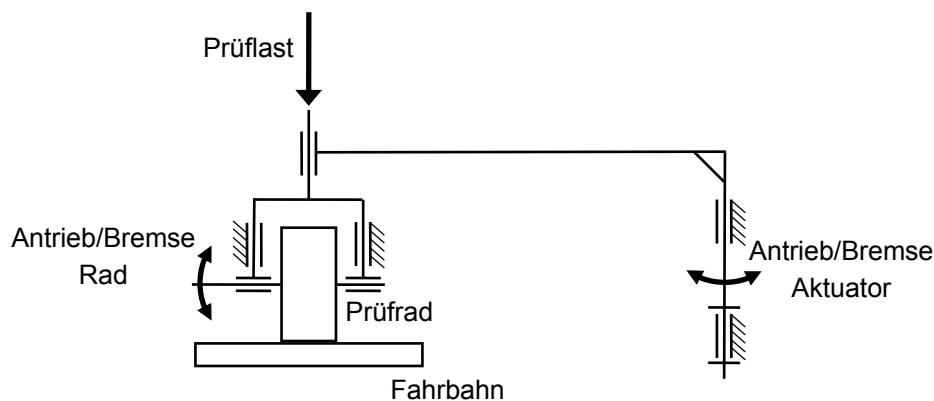 Prüflast
Antrieb/Bremse
Rad
Prüfrad
Antrieb/Bremse
Aktuator
Fahrbahn